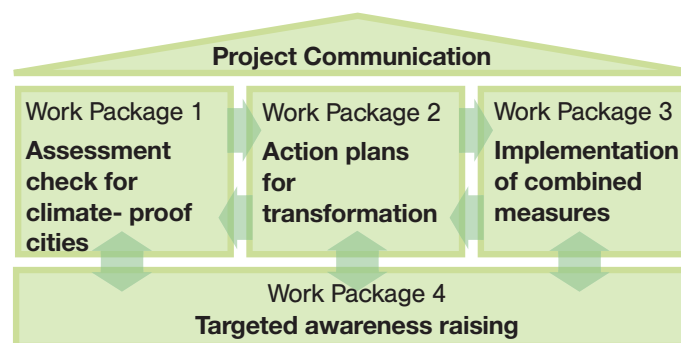 Project Communication
Work Package 1
Assessment
check for
climate- proof
cities
Work Package 2
Action plans
for
transformation
Work Package 3
Implementation
of combined
measures
Work Package 4
Targeted awareness raising